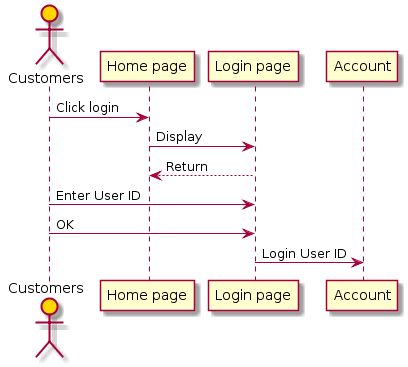 Customers
Home page
Login page
Account
Click login
Display
Return
Enter User ID
OK
Login User ID
Customers
Home page
Login page
Account